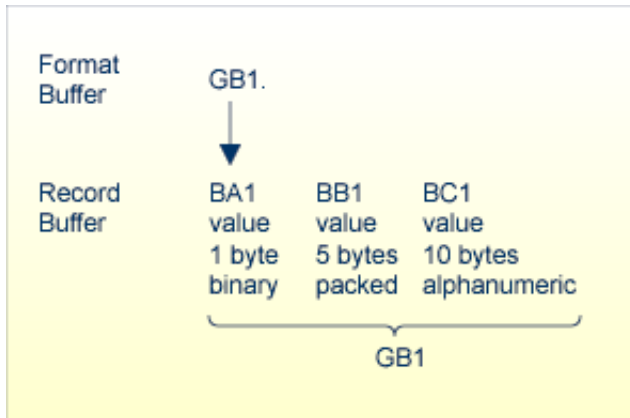 Format
Buffer
GB1.
Record
Buffer
BA1
value
1 byte
binary
BB1
value
5 bytes
packed
BC1
value
10 bytes
alphanumeric
GB1